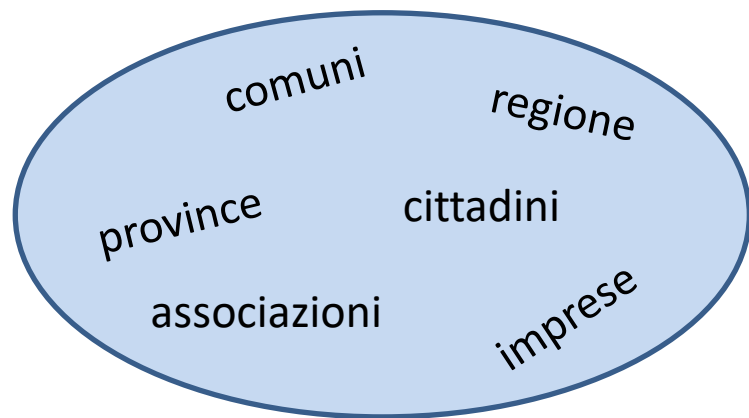 comuni
regione
province
cittadini
associazioni
imprese